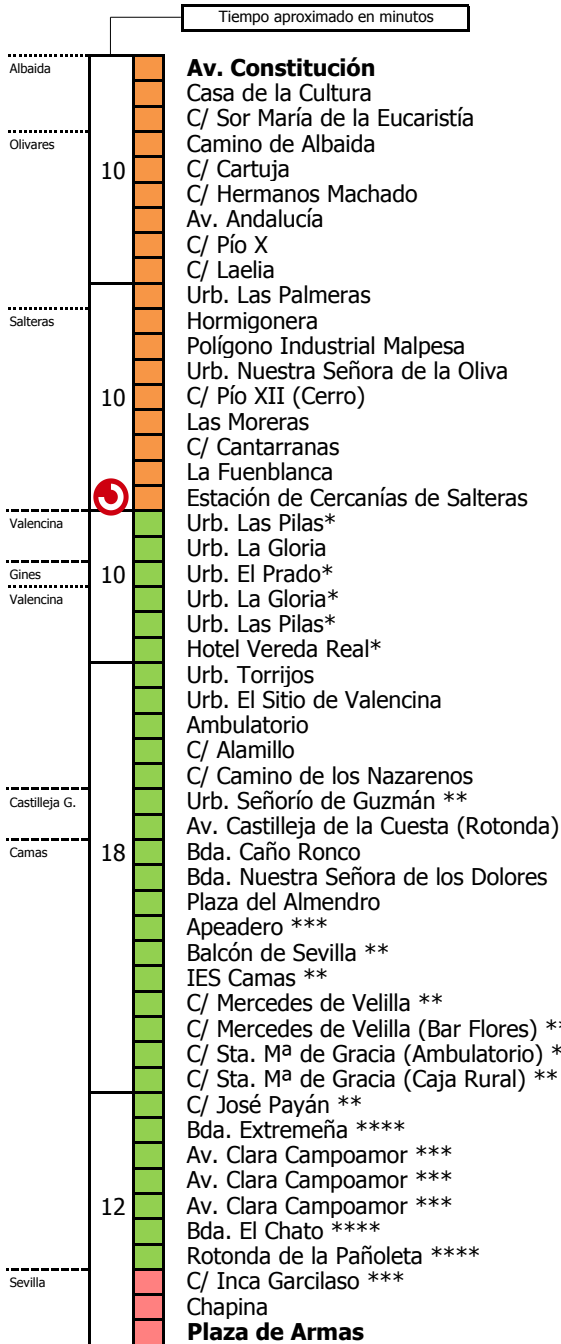 Tiempo aproximado en minutos
Albaida
Av. Constitución
Casa de la Cultura
C/ Sor María de la Eucaristía
Olivares
Camino de Albaida
10
C/ Cartuja
C/ Hermanos Machado
Av. Andalucía
C/ Pío X
C/ Laelia
Urb. Las Palmeras
Salteras
Hormigonera
Polígono Industrial Malpesa
Urb. Nuestra Señora de la Oliva
10
C/ Pío XII (Cerro)
Las Moreras
C/ Cantarranas
La Fuenblanca
Estación de Cercanías de Salteras
Valencina
Urb. Las Pilas*
Urb. La Gloria
Gines
10
Urb. El Prado*
Valencina
Urb. La Gloria*
Urb. Las Pilas*
Hotel Vereda Real*
Urb. Torrijos
Urb. El Sitio de Valencina
Ambulatorio
C/ Alamillo
C/ Camino de los Nazarenos
Castilleja G.
Urb. Señorío de Guzmán **
Av. Castilleja de la Cuesta (Rotonda)
Camas
18
Bda. Caño Ronco
Bda. Nuestra Señora de los Dolores
Plaza del Almendro
Apeadero ***
Balcón de Sevilla **
IES Camas **
C/ Mercedes de Velilla **
C/ Mercedes de Velilla (Bar Flores) **
C/ Sta. Mª de Gracia (Ambulatorio) *
C/ Sta. Mª de Gracia (Caja Rural) **
C/ José Payán **
Bda. Extremeña ****
Av. Clara Campoamor ***
Av. Clara Campoamor ***
12
Av. Clara Campoamor ***
Bda. El Chato ****
Rotonda de la Pañoleta ****
Sevilla
C/ Inca Garcilaso ***
Chapina
Plaza de Armas